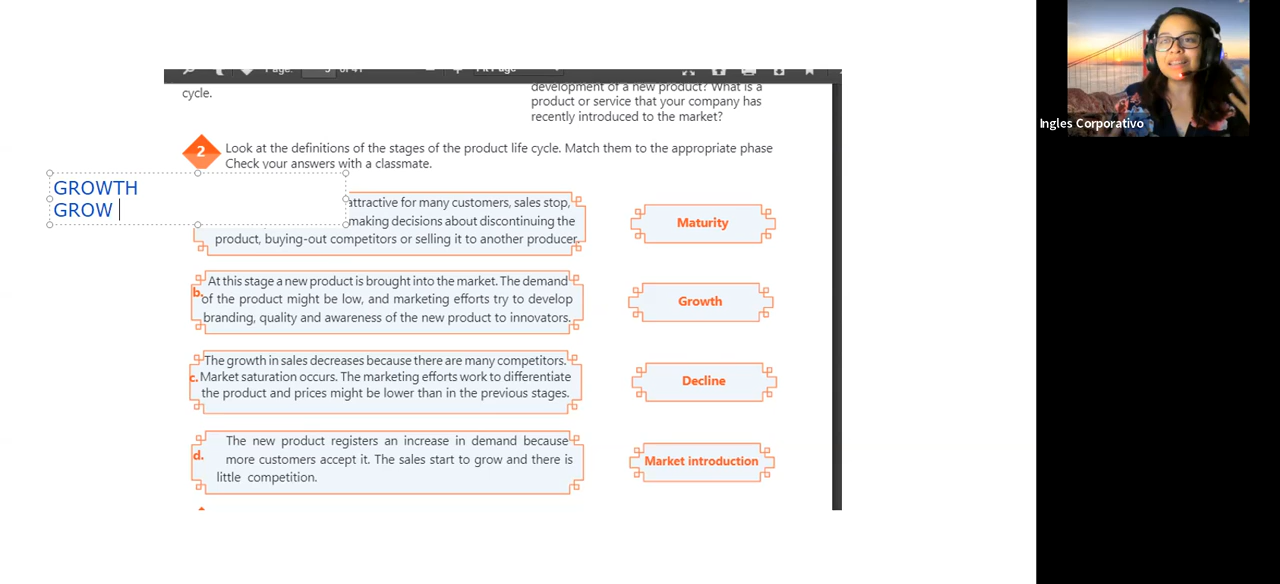 cycle.
development of a new product? What is a
product or service that your company has
recently introduced to the market?
2
Look at the definitions of the stages of the product life cycle. Match them to the appropriate phase
Check your answers with a classmate.
GROWTH
GROW
attractive for many customers, sales stop,
making decisions about discontinuing the
product, buying-out competitors or selling it to another producer.
Maturity
b.
At this stage a new product is brought into the market. The demand
of the product might be low, and marketing efforts try to develop
branding, quality and awareness of the new product to innovators.
Growth
c.
The growth in sales decreases because there are many competitors.
Market saturation occurs. The marketing efforts work to differentiate
the product and prices might be lower than in the previous stages.
Decline
d.
The new product registers an increase in demand because
more customers accept it. The sales start to grow and there is
little competition.
Market introduction
Ingles Corporativo